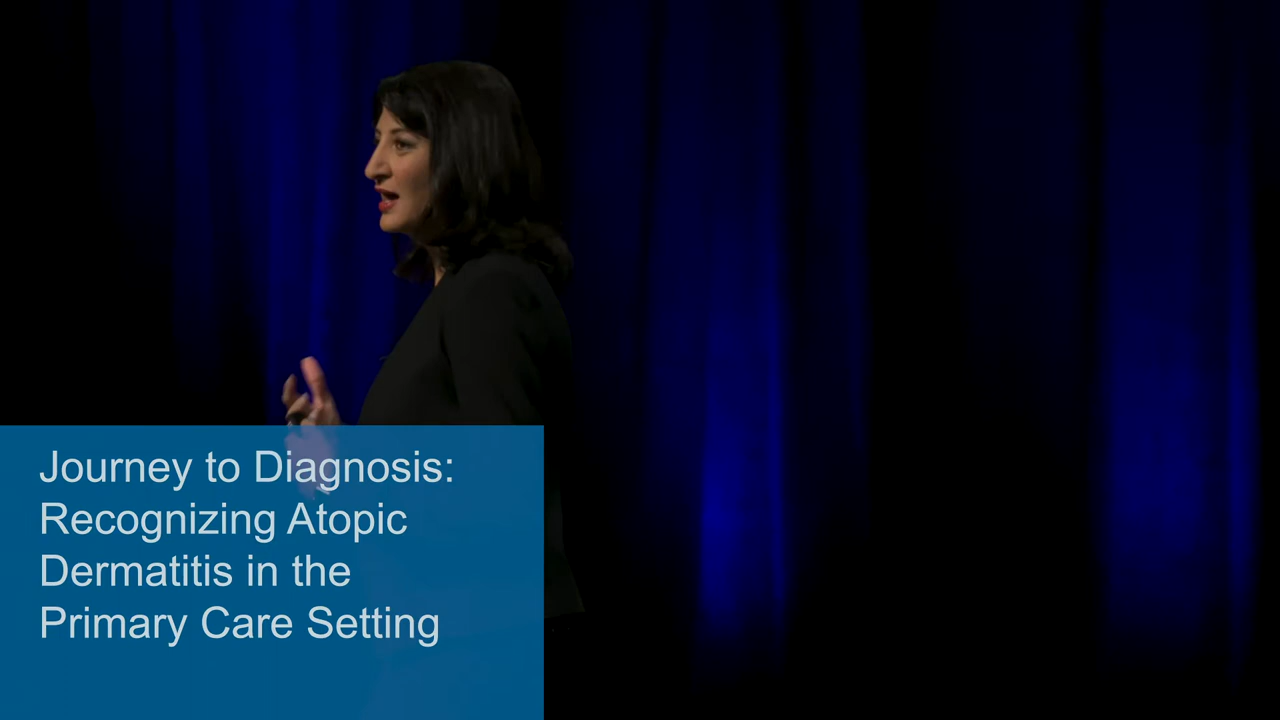 Journey to Diagnosis:
Recognizing Atopic
Dermatitis in the
Primary Care Setting